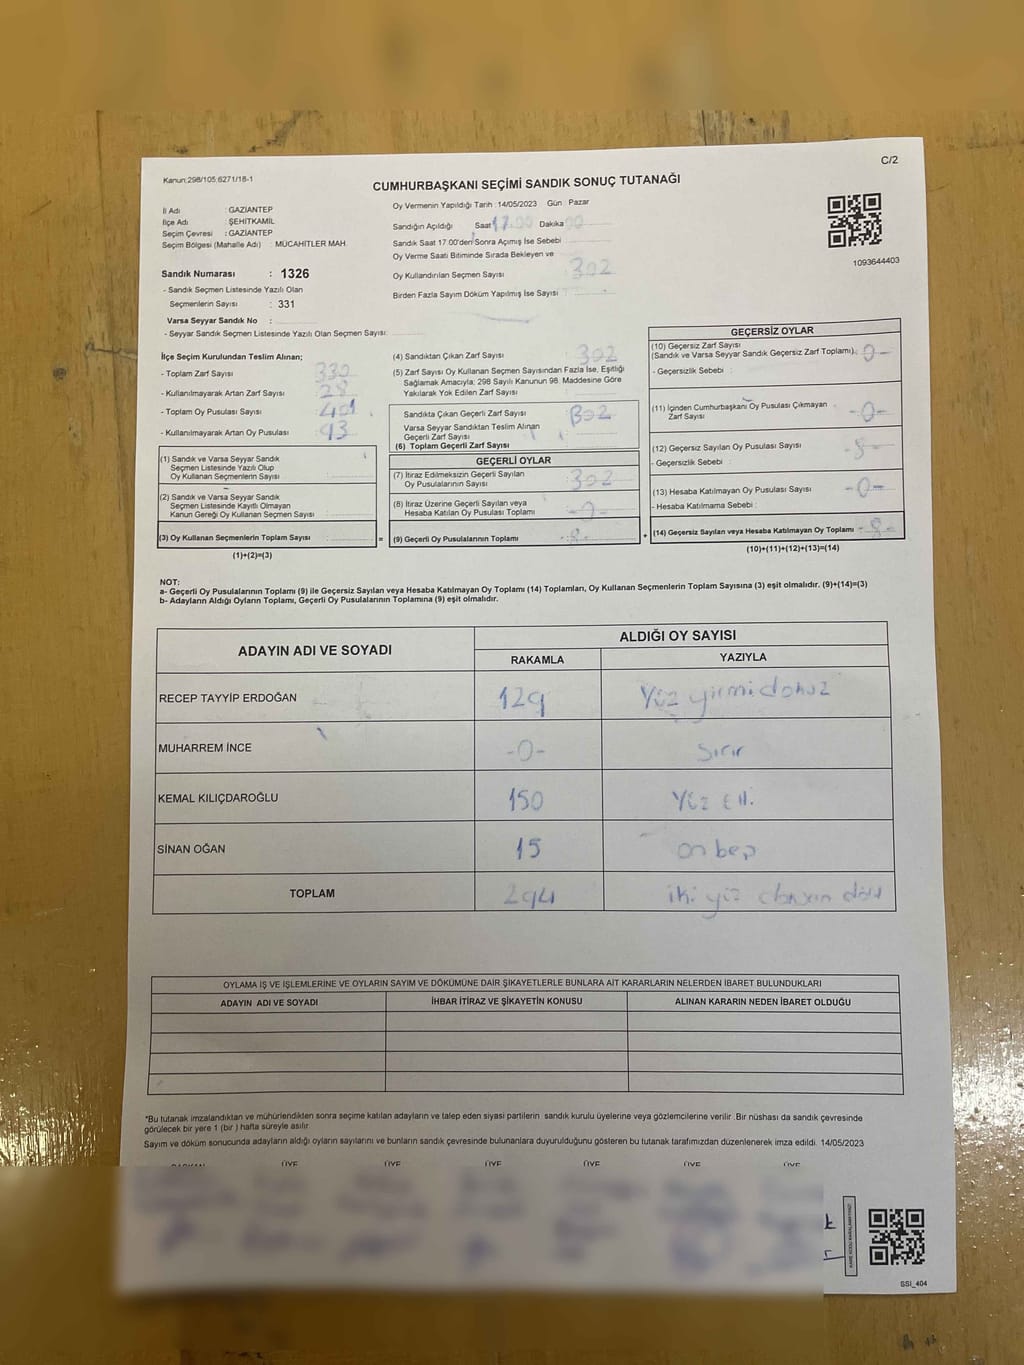 Kanun:298/105:6271/18-1
C/2
CUMHURBAŞKANI SEÇİMİ SANDIK SONUÇ TUTANAĞI
İl Adı : GAZİANTEP
İlçe Adı : ŞEHİTKAMİL
Seçim Çevresi : GAZİANTEP
Seçim Bölgesi (Mahalle Adı) : MÜCAHİTLER MAH.
Sandık Numarası : 1326
- Sandık Seçmen Listesinde Yazılı Olan
Seçmenlerin Sayısı : 331
Varsa Seyyar Sandık No :
- Seyyar Sandık Seçmen Listesinde Yazılı Olan Seçmen Sayısı:
Oy Vermenin Yapıldığı Tarih :14/05/2023 Gün : Pazar
Sandığın Açıldığı Saat 17.00 Dakika 00
Sandık Saat 17.00'den Sonra Açımış İse Sebebi
Oy Verme Saati Bitiminde Sırada Bekleyen ve
Oy Kullandırılan Seçmen Sayısı 302
Birden Fazla Sayım Döküm Yapılmış İse Sayısı :
1093644403
İlçe Seçim Kurulundan Teslim Alınan;
- Toplam Zarf Sayısı : 330
- Kullanılmayarak Artan Zarf Sayısı : 28
- Toplam Oy Pusulası Sayısı : 401
- Kullanılmayarak Artan Oy Pusulası : 93
(1) Sandık ve Varsa Seyyar Sandık
Seçmen Listesinde Yazılı Olup
Oy Kullanan Seçmenlerin Sayısı :
(2) Sandık ve Varsa Seyyar Sandık
Seçmen Listesinde Kayıtlı Olmayan
Kanun Gereği Oy Kullanan Seçmen Sayısı :
(3) Oy Kullanan Seçmenlerin Toplam Sayısı :
=
(1)+(2)=(3)
(4) Sandıktan Çıkan Zarf Sayısı : 302
(5) Zarf Sayısı Oy Kullanan Seçmen Sayısından Fazla İse, Eşitliği
Sağlamak Amacıyla; 298 Sayılı Kanunun 98. Maddesine Göre
Yakılarak Yok Edilen Zarf Sayısı :
Sandıkta Çıkan Geçerli Zarf Sayısı : 302
Varsa Seyyar Sandıktan Teslim Alınan
Geçerli Zarf Sayısı :
(6) Toplam Geçerli Zarf Sayısı :
GEÇERLİ OYLAR
(7) İtiraz Edilmeksizin Geçerli Sayılan
Oy Pusulalarının Sayısı : 302
(8) İtiraz Üzerine Geçerli Sayılan veya
Hesaba Katılan Oy Pusulası Toplamı : -0-
(9) Geçerli Oy Pusulalarının Toplamı : -8-
+
GEÇERSİZ OYLAR
(10) Geçersiz Zarf Sayısı
(Sandık ve Varsa Seyyar Sandık Geçersiz Zarf Toplamı): 0-
- Geçersizlik Sebebi :
(11) İçinden Cumhurbaşkanı Oy Pusulası Çıkmayan
Zarf Sayısı : -0-
(12) Geçersiz Sayılan Oy Pusulası Sayısı : -8-
- Geçersizlik Sebebi :
(13) Hesaba Katılmayan Oy Pusulası Sayısı : -0-
- Hesaba Katılmama Sebebi :
(14) Geçersiz Sayılan veya Hesaba Katılmayan Oy Toplamı : -8-
(10)+(11)+(12)+(13)=(14)
NOT:
a- Geçerli Oy Pusulalarının Toplamı (9) ile Geçersiz Sayılan veya Hesaba Katılmayan Oy Toplamı (14) Toplamları, Oy Kullanan Seçmenlerin Toplam Sayısına (3) eşit olmalıdır. (9)+(14)=(3)
b- Adayların Aldığı Oyların Toplamı, Geçerli Oy Pusulalarının Toplamına (9) eşit olmalıdır.
ADAYIN ADI VE SOYADI
ALDIĞI OY SAYISI
RAKAMLA YAZIYLA
RECEP TAYYİP ERDOĞAN 129 Yüz yirmi dokuz
MUHARREM İNCE -0- Sıfır
KEMAL KILIÇDAROĞLU 150 Yüz Elli
SİNAN OĞAN 15 on beş
TOPLAM 294 iki yüz doksan dört
OYLAMA İŞ VE İŞLEMLERİNE VE OYLARIN SAYIM VE DÖKÜMÜNE DAİR ŞİKAYETLERLE BUNLARA AİT KARARLARIN NELERDEN İBARET BULUNDUKLARI
ADAYIN ADI VE SOYADI İHBAR İTİRAZ VE ŞİKAYETİN KONUSU ALINAN KARARIN NEDEN İBARET OLDUĞU
*Bu tutanak imzalandıktan ve mühürlendikten sonra seçime katılan adayların ve talep eden siyasi partilerin sandık kurulu üyelerine veya gözlemcilerine verilir. Bir nüshası da sandık çevresinde
görülecek bir yere 1 (bir ) hafta süreyle asılır
Sayım ve döküm sonucunda adayların aldığı oyların sayılarını ve bunların sandık çevresinde bulunanlara duyurulduğunu gösteren bu tutanak tarafımızdan düzenlenerek imza edildi. 14/05/2023
BAŞKAN ÜYE ÜYE ÜYE ÜYE ÜYE ÜYE
KARE KODU KARALAMAYINIZ!
SSI_404